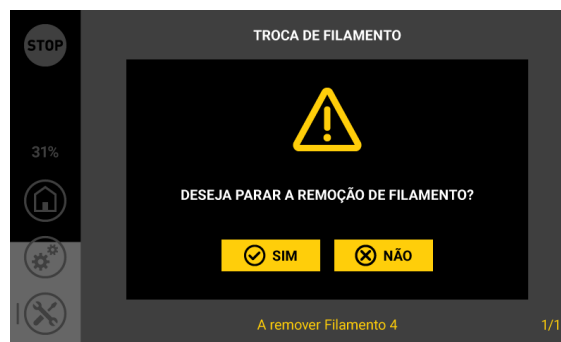 STOP
TROCA DE FILAMENTO
31%
DESEJA PARAR A REMOÇÃO DE FILAMENTO?
SIM
NÃO
A remover Filamento 4
1/1